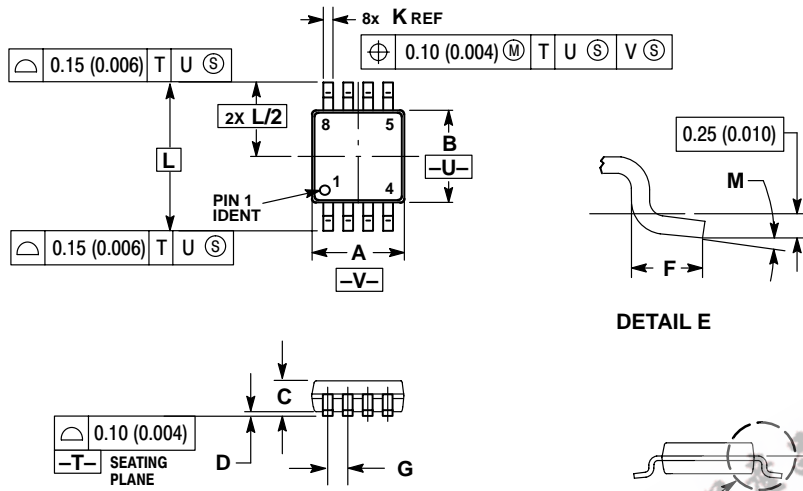 8x K REF
⌖ 0.10 (0.004) Ⓜ T U Ⓢ V Ⓢ
⌓ 0.15 (0.006) T U Ⓢ
2X L/2
8 5
B
–U–
L
PIN 1
IDENT
1 4
⌓ 0.15 (0.006) T U Ⓢ
A
–V–
0.25 (0.010)
M
F
DETAIL E
C
⌓ 0.10 (0.004)
–T– SEATING
PLANE
D
G